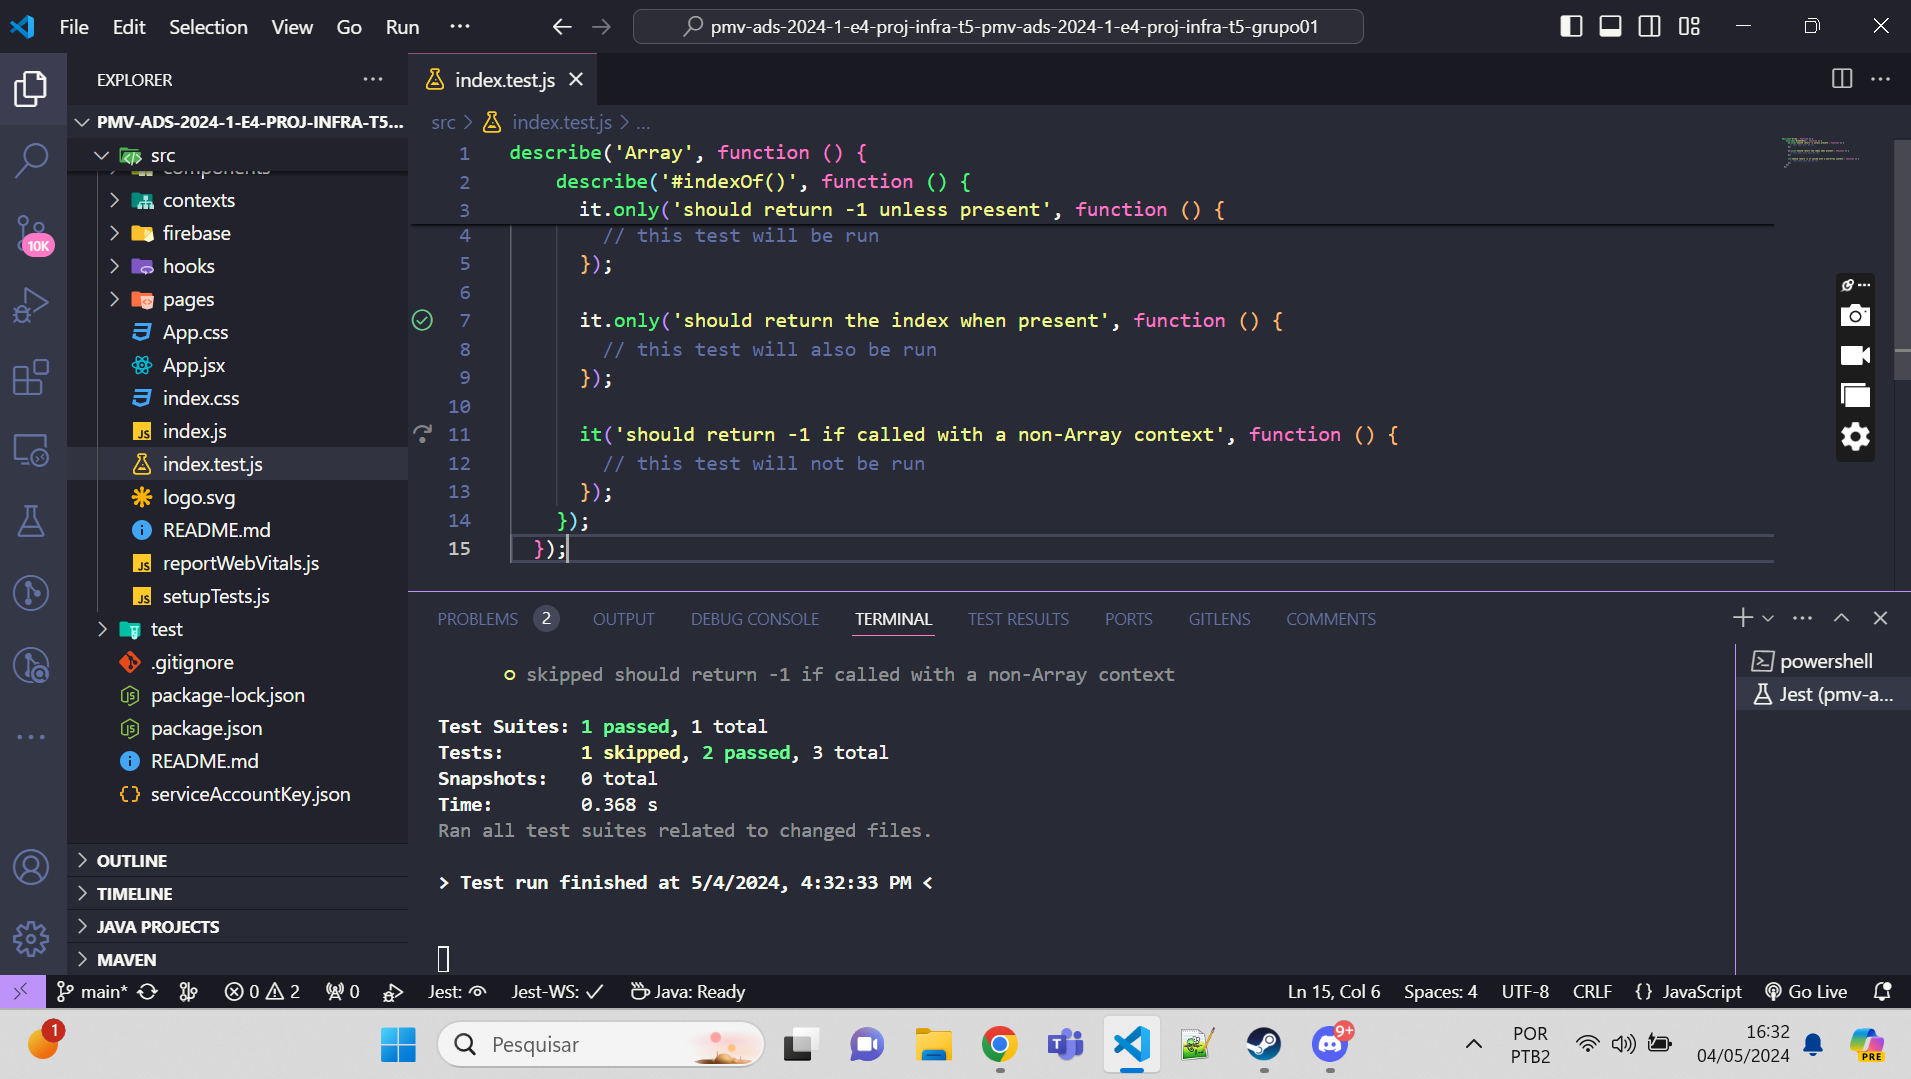 File Edit Selection View Go Run ···
pmv-ads-2024-1-e4-proj-infra-t5-pmv-ads-2024-1-e4-proj-infra-t5-grupo01
EXPLORER
PMV-ADS-2024-1-E4-PROJ-INFRA-T5...
src
components
contexts
firebase
hooks
pages
App.css
App.jsx
index.css
index.js
index.test.js
logo.svg
README.md
reportWebVitals.js
setupTests.js
test
.gitignore
package-lock.json
package.json
README.md
serviceAccountKey.json
OUTLINE
TIMELINE
JAVA PROJECTS
MAVEN
10K
index.test.js
src > index.test.js > ...
1 describe('Array', function () {
2 describe('#indexOf()', function () {
3 it.only('should return -1 unless present', function () {
4 // this test will be run
5 });
6
7 it.only('should return the index when present', function () {
8 // this test will also be run
9 });
10
11 it('should return -1 if called with a non-Array context', function () {
12 // this test will not be run
13 });
14 });
15 });
PROBLEMS 2 OUTPUT DEBUG CONSOLE TERMINAL TEST RESULTS PORTS GITLENS COMMENTS
skipped should return -1 if called with a non-Array context
Test Suites: 1 passed, 1 total
Tests: 1 skipped, 2 passed, 3 total
Snapshots: 0 total
Time: 0.368 s
Ran all test suites related to changed files.
> Test run finished at 5/4/2024, 4:32:33 PM <
powershell
Jest (pmv-a...
main* 0 2 0 Jest: Jest-WS: Java: Ready
Ln 15, Col 6 Spaces: 4 UTF-8 CRLF {} JavaScript Go Live
1
Pesquisar
9+
POR
PTB2
16:32
04/05/2024
PRE